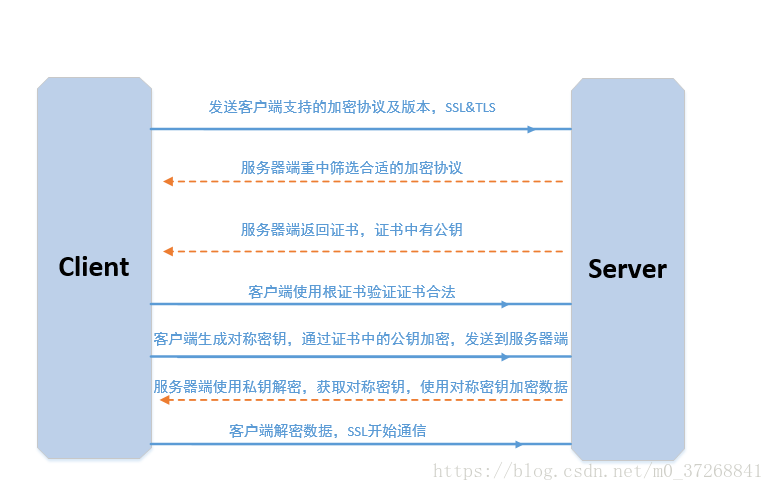 发送客户端支持的加密协议及版本，SSL&TLS
服务器端重中筛选合适的加密协议
服务器端返回证书，证书中有公钥
Client
Server
客户端使用根证书验证证书合法
客户端生成对称密钥，通过证书中的公钥加密，发送到服务器端
服务器端使用私钥解密，获取对称密钥，使用对称密钥加密数据
客户端解密数据，SSL开始通信
https://blog.csdn.net/m0_37268841